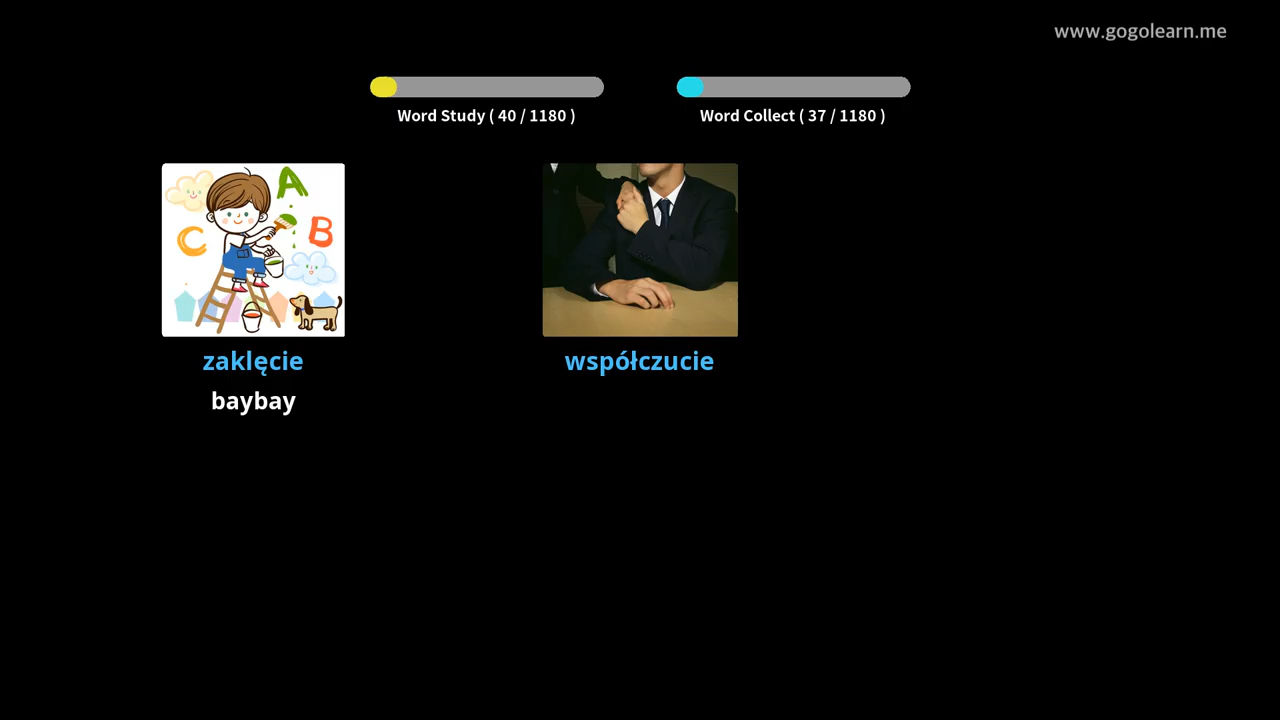 www.gogolearn.me
Word Study ( 40 / 1180 )
Word Collect ( 37 / 1180 )
A
B
C
zaklęcie
baybay
współczucie